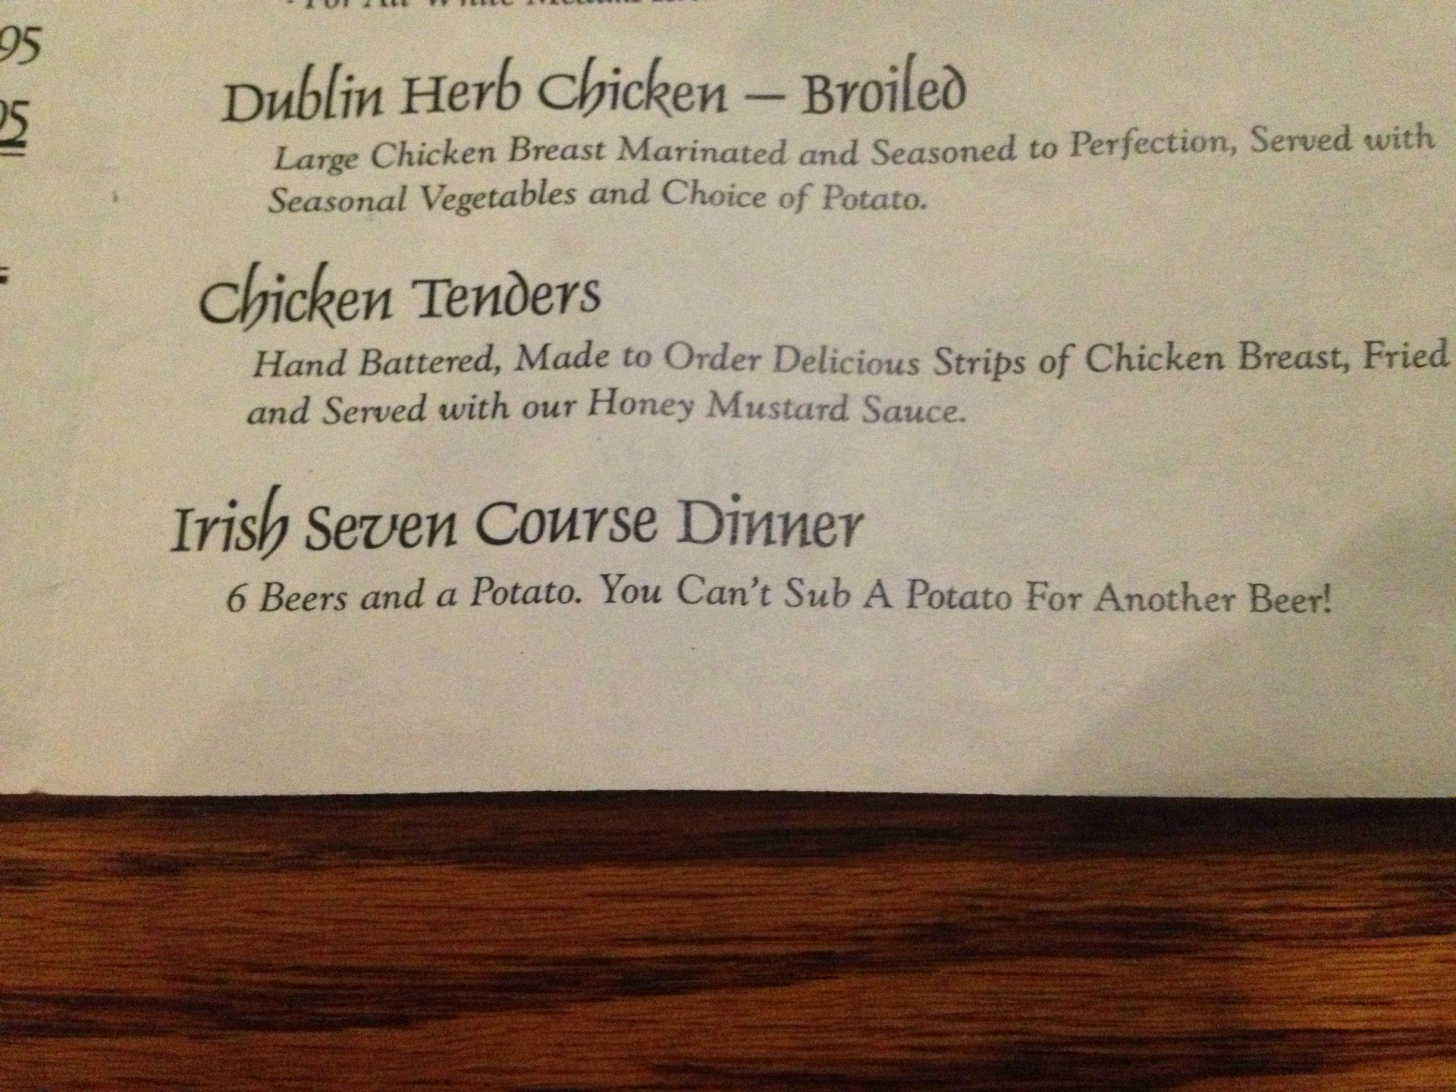 95
95
Dublin Herb Chicken — Broiled
Large Chicken Breast Marinated and Seasoned to Perfection, Served with
Seasonal Vegetables and Choice of Potato.
Chicken Tenders
Hand Battered, Made to Order Delicious Strips of Chicken Breast, Fried
and Served with our Honey Mustard Sauce.
Irish Seven Course Dinner
6 Beers and a Potato. You Can't Sub A Potato For Another Beer!